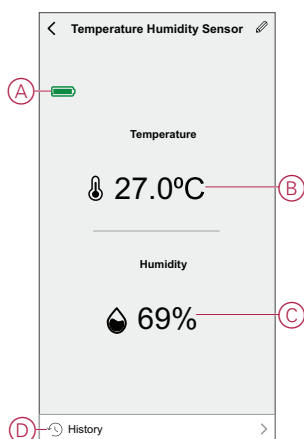 Temperature Humidity Sensor
A
Temperature
27.0ºC
B
Humidity
69%
C
D
History